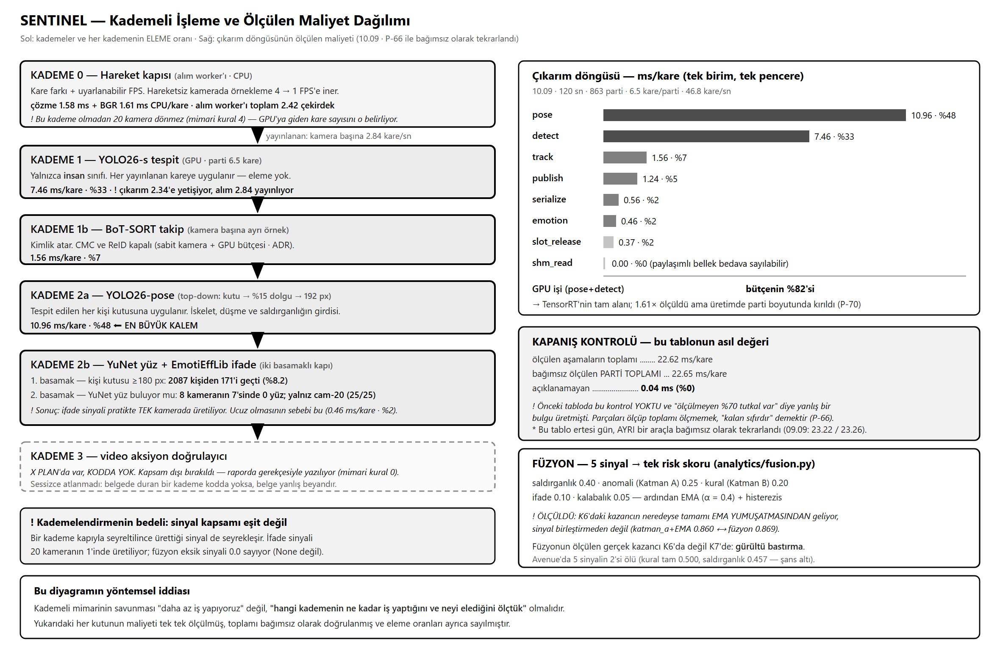 SENTINEL — Kademeli İşleme ve Ölçülen Maliyet Dağılımı
Sol: kademeler ve her kademenin ELEME oranı · Sağ: çıkarım döngüsünün ölçülen maliyeti (10.09 · P-66 ile bağımsız olarak tekrarlandı)
KADEME 0 — Hareket kapısı (alım worker'ı · CPU)
Kare farkı + uyarlanabilir FPS. Hareketsiz kamerada örnekleme 4 → 1 FPS'e iner.
çözme 1.58 ms + BGR 1.61 ms CPU/kare · alım worker'ı toplam 2.42 çekirdek
! Bu kademe olmadan 20 kamera dönmez (mimari kural 4) — GPU'ya giden kare sayısını o belirliyor.
yayınlanan: kamera başına 2.84 kare/sn
KADEME 1 — YOLO26-s tespit (GPU · parti 6.5 kare)
Yalnızca insan sınıfı. Her yayınlanan kareye uygulanır — eleme yok.
7.46 ms/kare · %33 · ! çıkarım 2.34'e yetişiyor, alım 2.84 yayınlıyor
KADEME 1b — BoT-SORT takip (kamera başına ayrı örnek)
Kimlik atar. CMC ve ReID kapalı (sabit kamera + GPU bütçesi · ADR).
1.56 ms/kare · %7
KADEME 2a — YOLO26-pose (top-down: kutu → %15 dolgu → 192 px)
Tespit edilen her kişi kutusuna uygulanır. İskelet, düşme ve saldırganlığın girdisi.
10.96 ms/kare · %48 ⬅ EN BÜYÜK KALEM
KADEME 2b — YuNet yüz + EmotiEffLib ifade (iki basamaklı kapı)
1. basamak — kişi kutusu ≥180 px: 2087 kişiden 171'i geçti (%8.2)
2. basamak — YuNet yüz buluyor mu: 8 kameranın 7'sinde 0 yüz; yalnız cam-20 (25/25)
! Sonuç: ifade sinyali pratikte TEK kamerada üretiliyor. Ucuz olmasının sebebi bu (0.46 ms/kare · %2).
KADEME 3 — video aksiyon doğrulayıcı
X PLAN'da var, KODDA YOK. Kapsam dışı bırakıldı — raporda gerekçesiyle yazılıyor (mimari kural 0).
Sessizce atlanmadı: belgede duran bir kademe kodda yoksa, belge yanlış beyandır.
! Kademelendirmenin bedeli: sinyal kapsamı eşit değil
Bir kademe kapıyla seyreltilince ürettiği sinyal de seyrekleşir. İfade sinyali
20 kameranın 1'inde üretiliyor; füzyon eksik sinyali 0.0 sayıyor (None değil).
Çıkarım döngüsü — ms/kare (tek birim, tek pencere)
10.09 · 120 sn · 863 parti · 6.5 kare/parti · 46.8 kare/sn
pose 10.96 · %48
detect 7.46 · %33
track 1.56 · %7
publish 1.24 · %5
serialize 0.56 · %2
emotion 0.46 · %2
slot_release 0.37 · %2
shm_read 0.00 · %0 (paylaşımlı bellek bedava sayılabilir)
GPU işi (pose+detect) bütçenin %82'si
→ TensorRT'nin tam alanı; 1.61× ölçüldü ama üretimde parti boyutunda kırıldı (P-70)
KAPANIŞ KONTROLÜ — bu tablonun asıl değeri
ölçülen aşamaların toplamı ........ 22.62 ms/kare
bağımsız ölçülen PARTİ TOPLAMI ... 22.65 ms/kare
açıklanamayan ........................ 0.04 ms (%0)
! Önceki tabloda bu kontrol YOKTU ve "ölçülmeyen %70 tutkal var" diye yanlış bir
bulgu üretmişti. Parçaları ölçüp toplamı ölçmemek, "kalan sıfırdır" demektir (P-66).
* Bu tablo ertesi gün, AYRI bir araçla bağımsız olarak tekrarlandı (09.09: 23.22 / 23.26).
FÜZYON — 5 sinyal → tek risk skoru (analytics/fusion.py)
saldırganlık 0.40 · anomali (Katman A) 0.25 · kural (Katman B) 0.20
ifade 0.10 · kalabalık 0.05 — ardından EMA (α = 0.4) + histerezis
! ÖLÇÜLDÜ: K6'daki kazancın neredeyse tamamı EMA YUMUŞATMASINDAN geliyor,
sinyal birleştirmeden değil (katman_a+EMA 0.860 ⟷ füzyon 0.869).
Füzyonun ölçülen gerçek kazancı K6'da değil K7'de: gürültü bastırma.
Avenue'da 5 sinyalin 2'si ölü (kural tam 0.500, saldırganlık 0.457 — şans altı).
Bu diyagramın yöntemsel iddiası
Kademeli mimarinin savunması "daha az iş yapıyoruz" değil, "hangi kademenin ne kadar iş yaptığını ve neyi elediğini ölçtük" olmalıdır.
Yukarıdaki her kutunun maliyeti tek tek ölçülmüş, toplamı bağımsız olarak doğrulanmış ve eleme oranları ayrıca sayılmıştır.